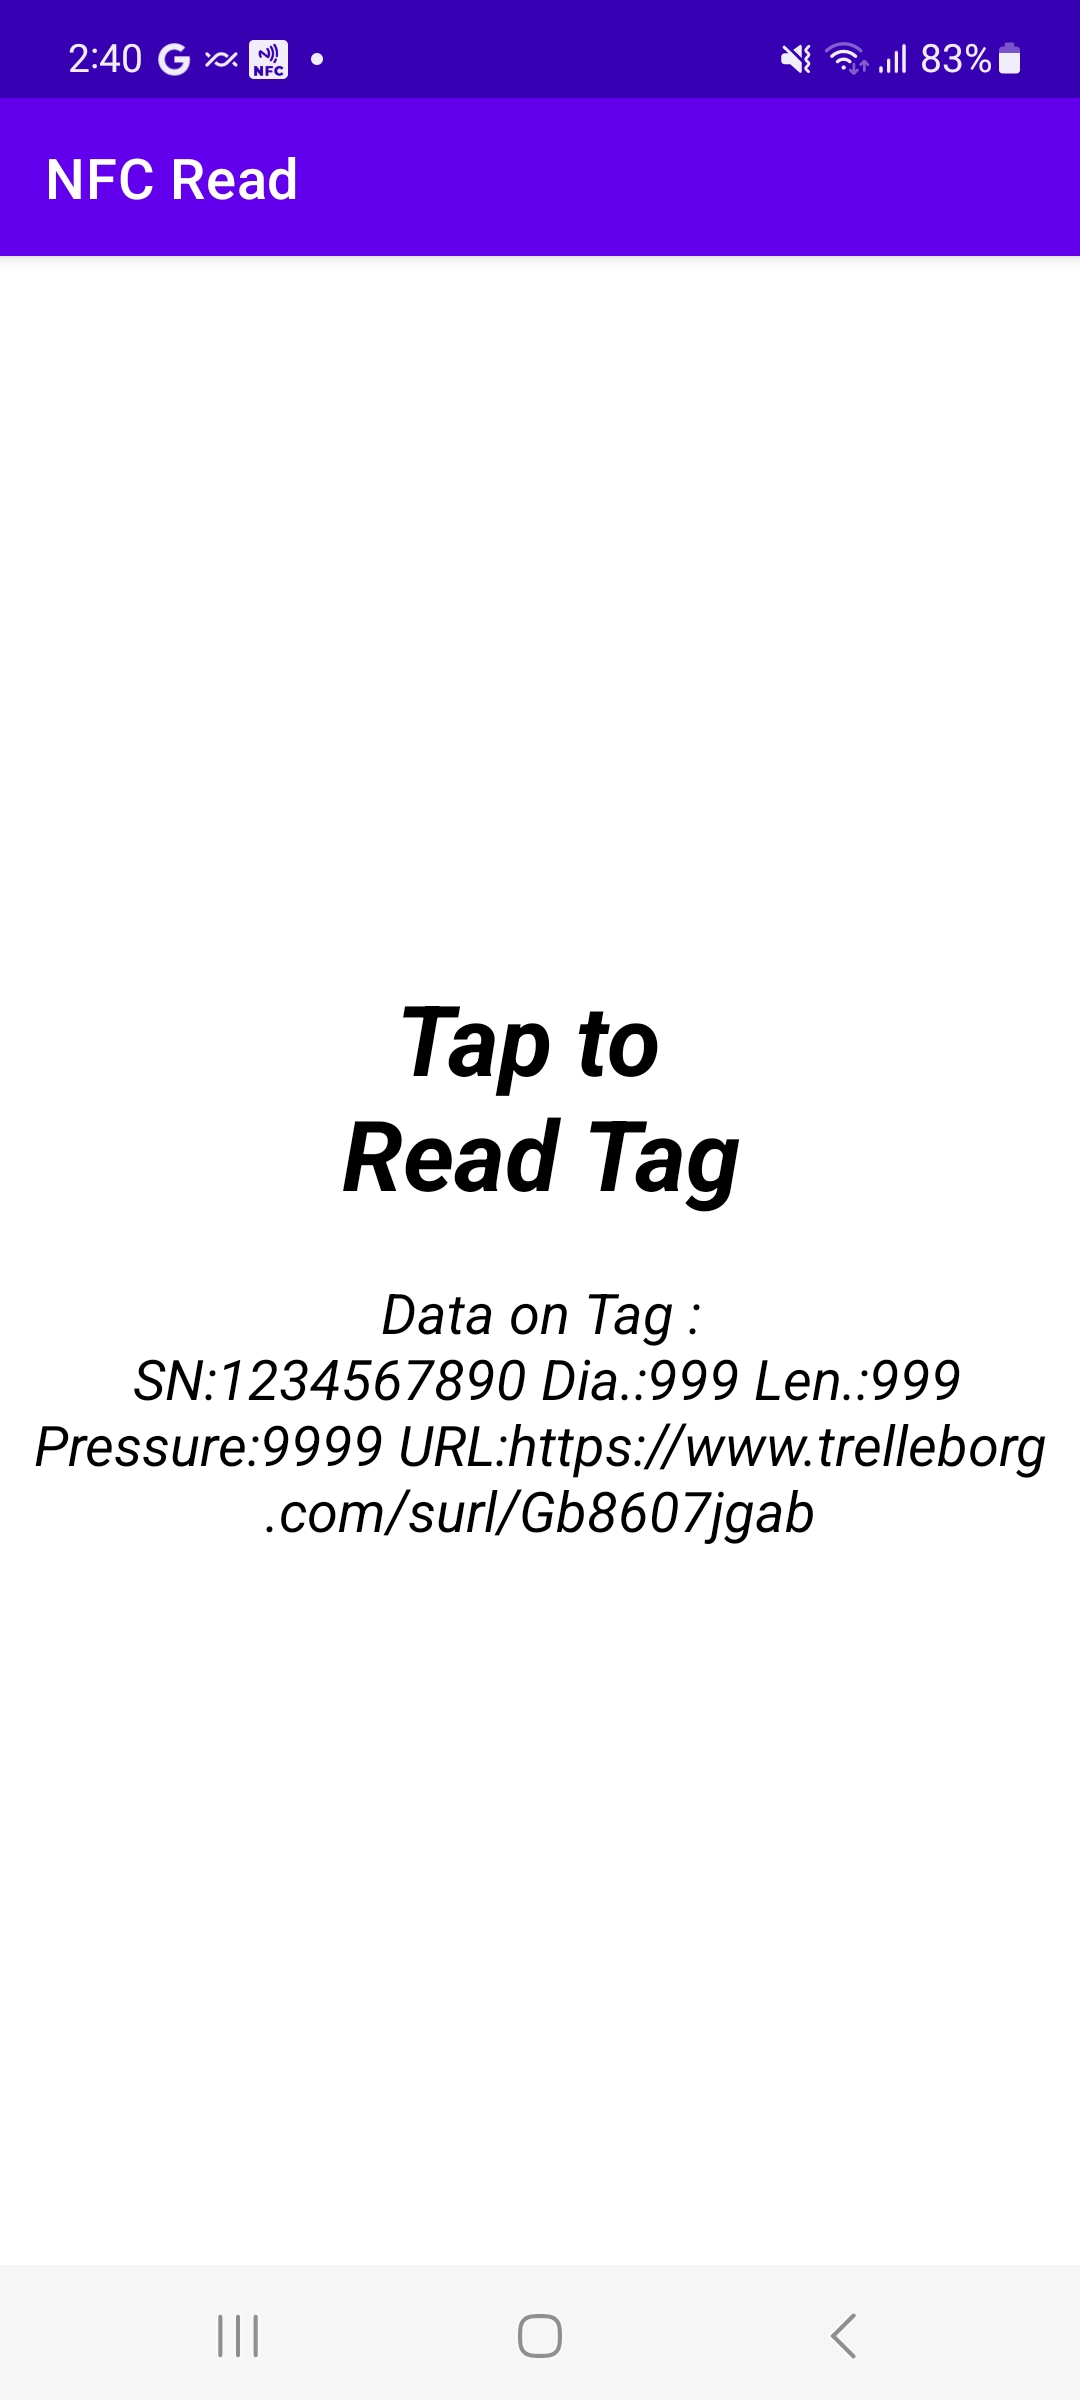 2:40 G NFC 83%
NFC Read
Tap to
Read Tag
Data on Tag :
SN:1234567890 Dia.:999 Len.:999
Pressure:9999 URL:https://www.trelleborg
.com/surl/Gb8607jgab